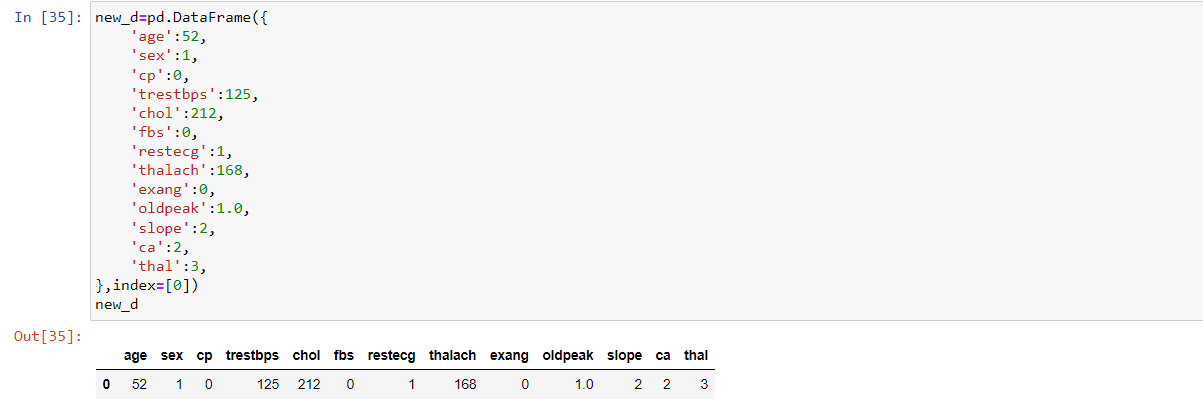 In [35]: new_d=pd.DataFrame({
    'age':52,
    'sex':1,
    'cp':0,
    'trestbps':125,
    'chol':212,
    'fbs':0,
    'restecg':1,
    'thalach':168,
    'exang':0,
    'oldpeak':1.0,
    'slope':2,
    'ca':2,
    'thal':3,
},index=[0])
new_d
Out[35]:
age sex cp trestbps chol fbs restecg thalach exang oldpeak slope ca thal
0 52 1 0 125 212 0 1 168 0 1.0 2 2 3